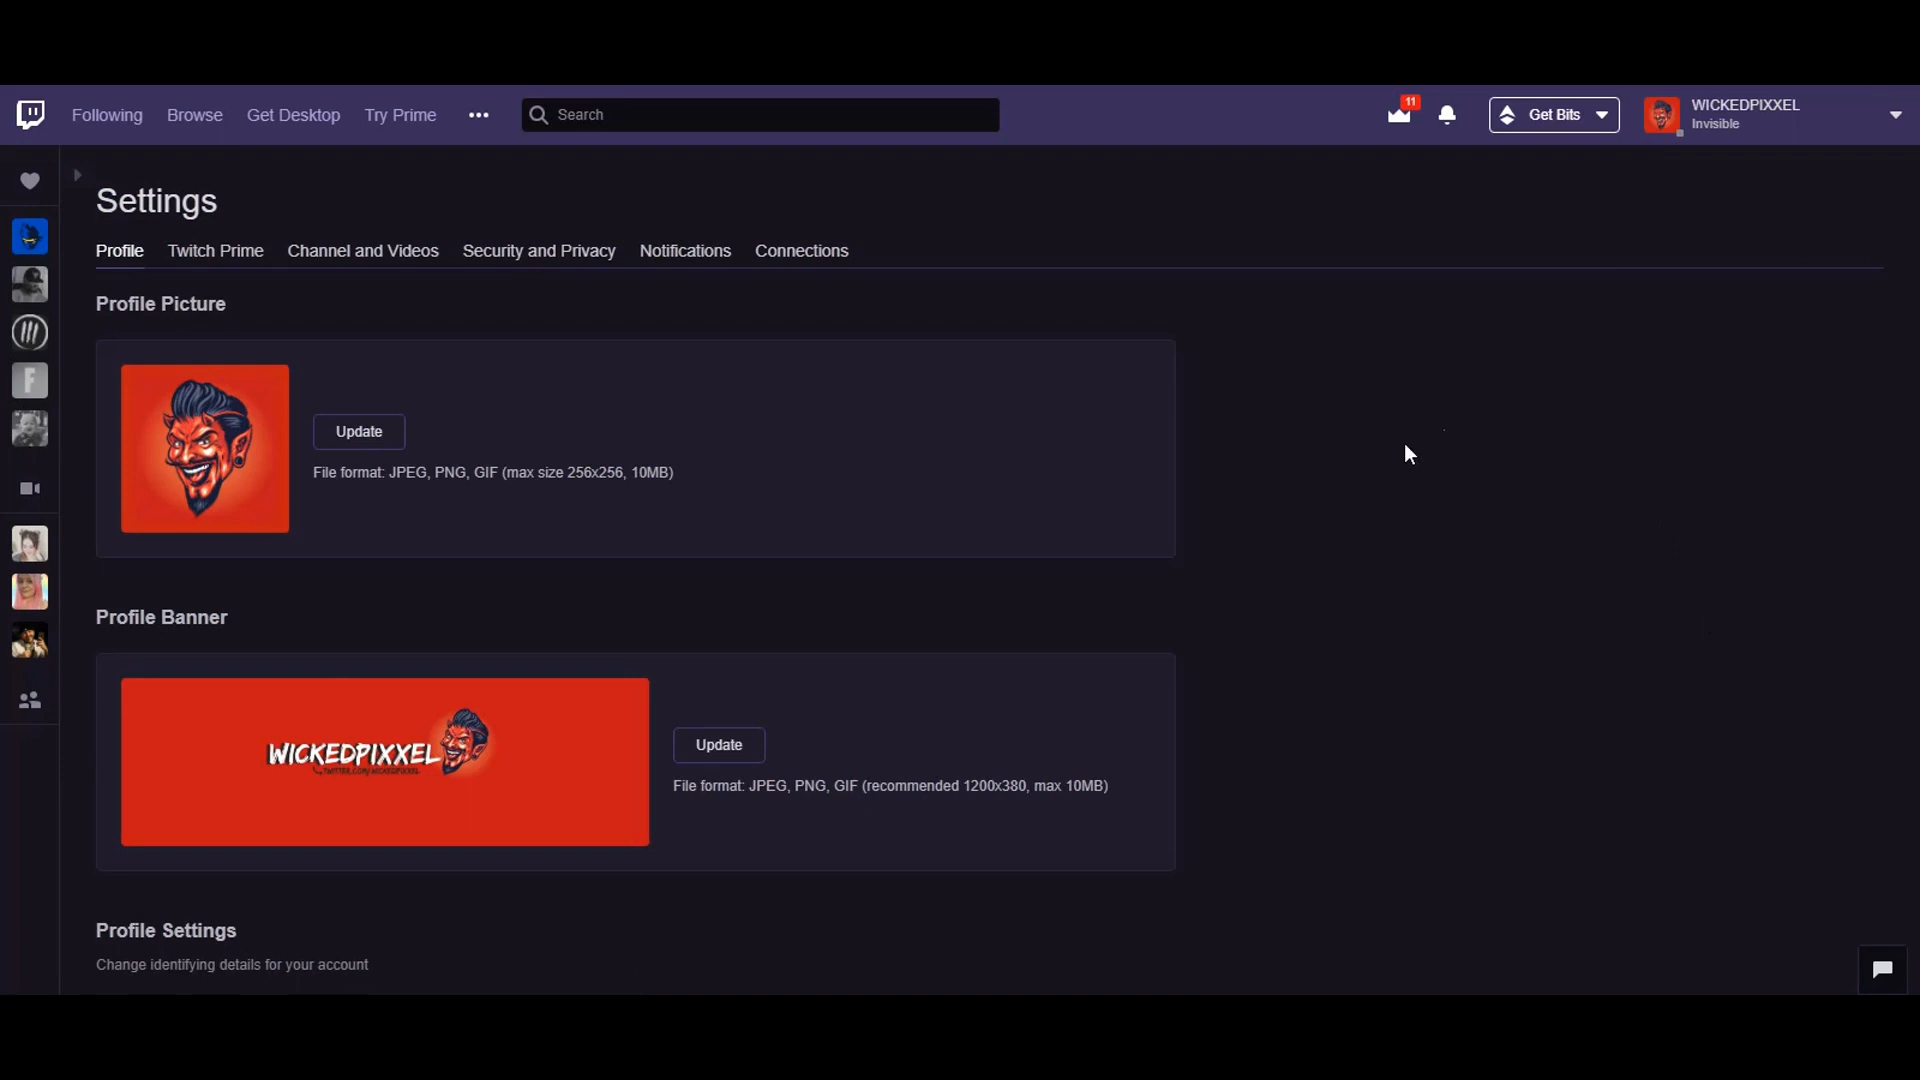 Following Browse Get Desktop Try Prime ••• Search 11 Get Bits WICKEDPIXXEL
Invisible
Settings
Profile Twitch Prime Channel and Videos Security and Privacy Notifications Connections
Profile Picture
Update
File format: JPEG, PNG, GIF (max size 256x256, 10MB)
F
Profile Banner
WICKEDPIXXEL
TWITTER.COM/WICKEDPIXXEL
Update
File format: JPEG, PNG, GIF (recommended 1200x380, max 10MB)
Profile Settings
Change identifying details for your account